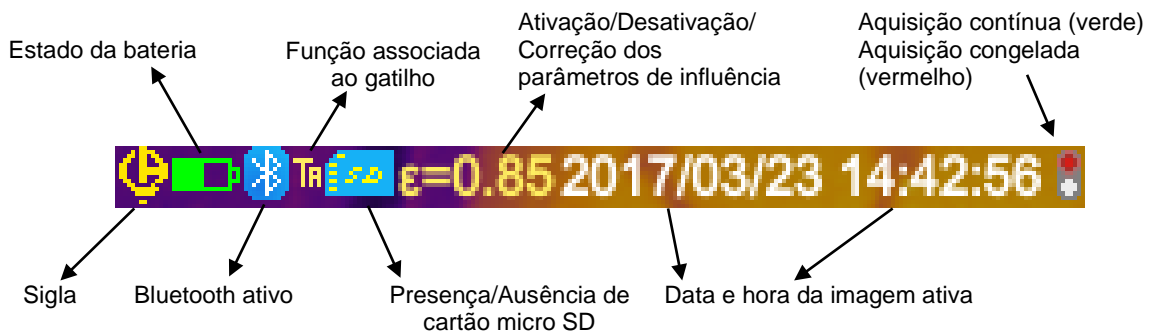 Estado da bateria
Função associada
ao gatilho
Ativação/Desativação/
Correção dos
parâmetros de influência
Aquisição contínua (verde)
Aquisição congelada
(vermelho)
TA SD ε=0.85 2017/03/23 14:42:56
Sigla
Bluetooth ativo
Presença/Ausência de
cartão micro SD
Data e hora da imagem ativa